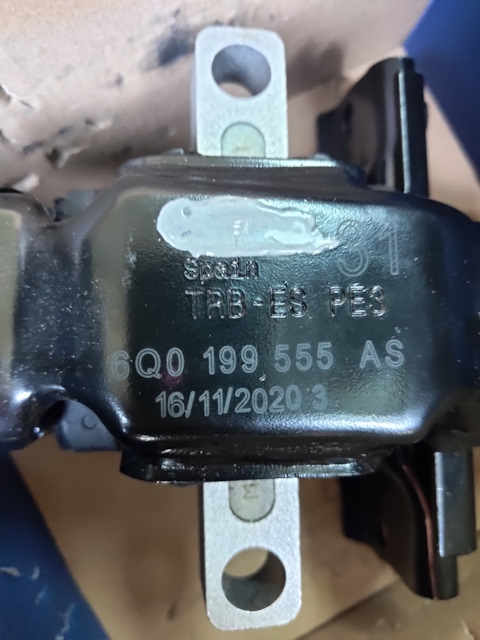 31
Spain
TRB-ES PE3
6Q0 199 555 AS
16/11/2020 3